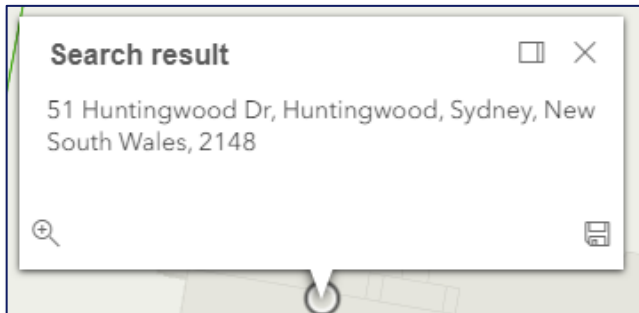 Search result
51 Huntingwood Dr, Huntingwood, Sydney, New
South Wales, 2148